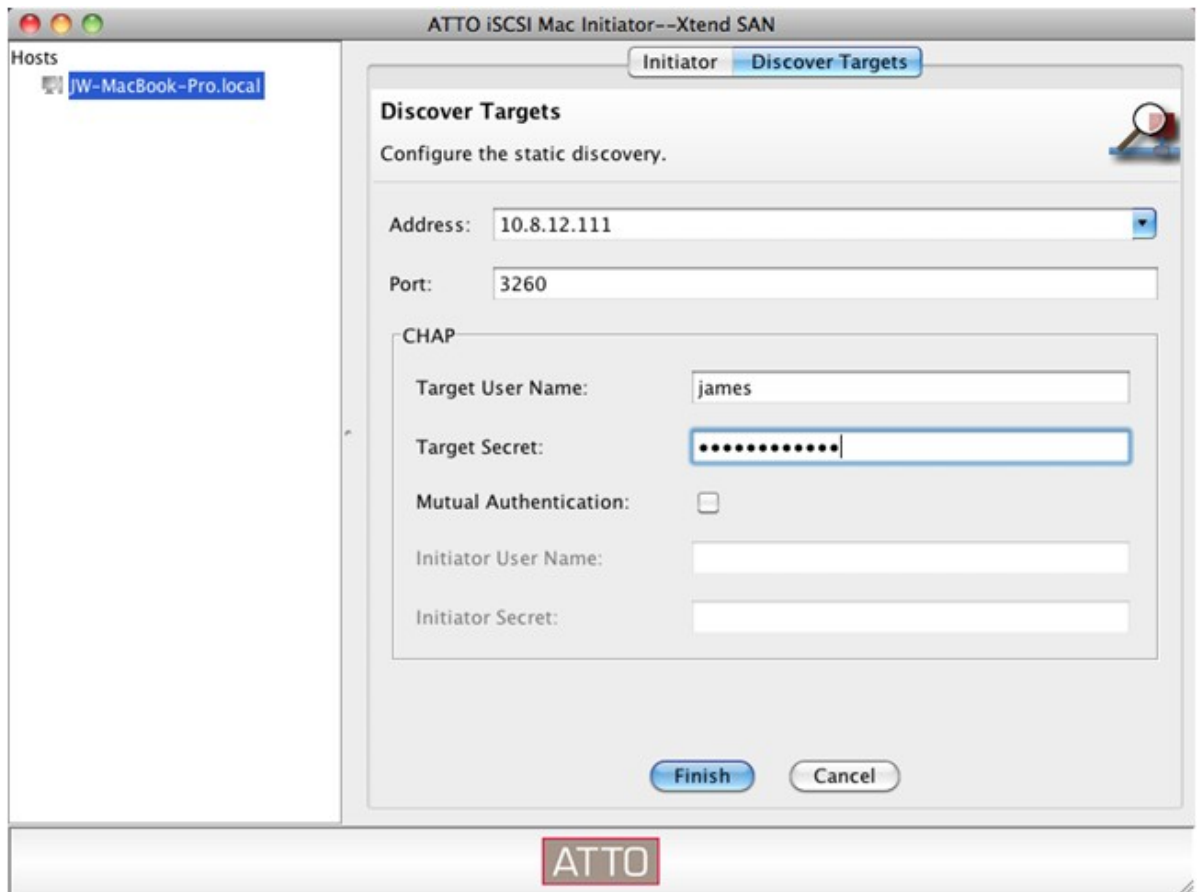 ATTO iSCSI Mac Initiator--Xtend SAN
Hosts
JW-MacBook-Pro.local
Initiator Discover Targets
Discover Targets
Configure the static discovery.
Address: 10.8.12.111
Port: 3260
CHAP
Target User Name: james
Target Secret: ••••••••••••
Mutual Authentication:
Initiator User Name:
Initiator Secret:
Finish Cancel
ATTO